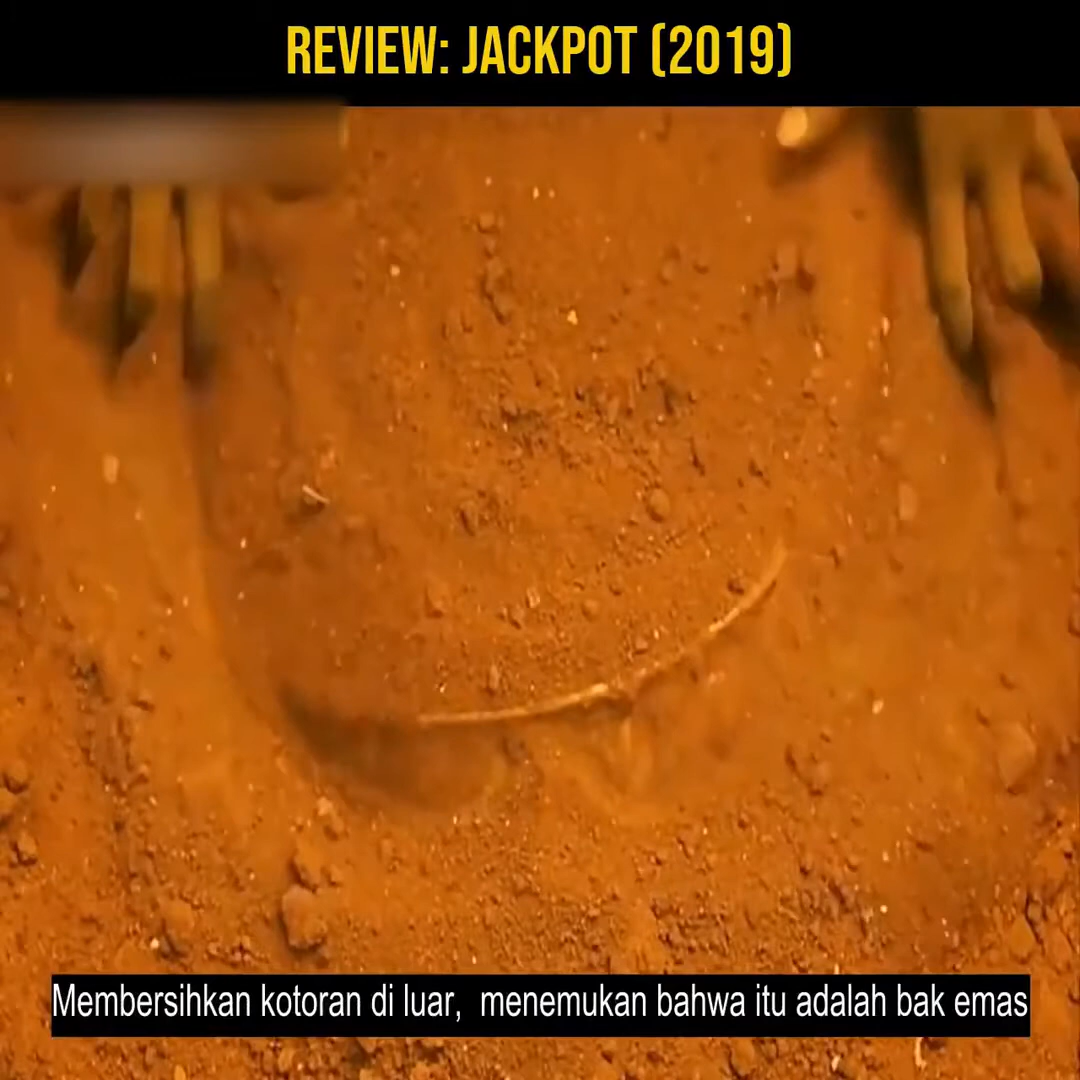 REVIEW: JACKPOT (2019)
Membersihkan kotoran di luar, menemukan bahwa itu adalah bak emas